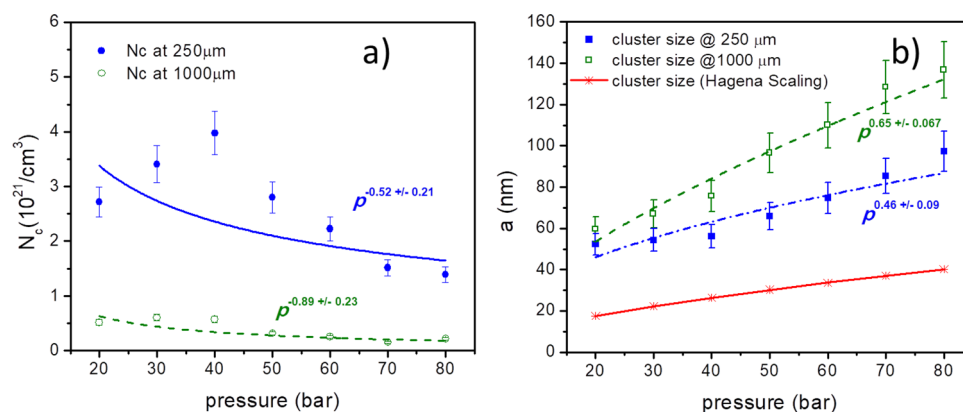 a)
Nc at 250μm
Nc at 1000μm
N_c(10^21/cm^3)
6
5
4
3
2
1
0
p^-0.52 +/- 0.21
p^-0.89 +/- 0.23
20 30 40 50 60 70 80
pressure (bar)
b)
cluster size @ 250 μm
cluster size @1000 μm
cluster size (Hagena Scaling)
a (nm)
160
140
120
100
80
60
40
20
0
p^0.65 +/- 0.067
p^0.46 +/- 0.09
20 30 40 50 60 70 80
pressure (bar)